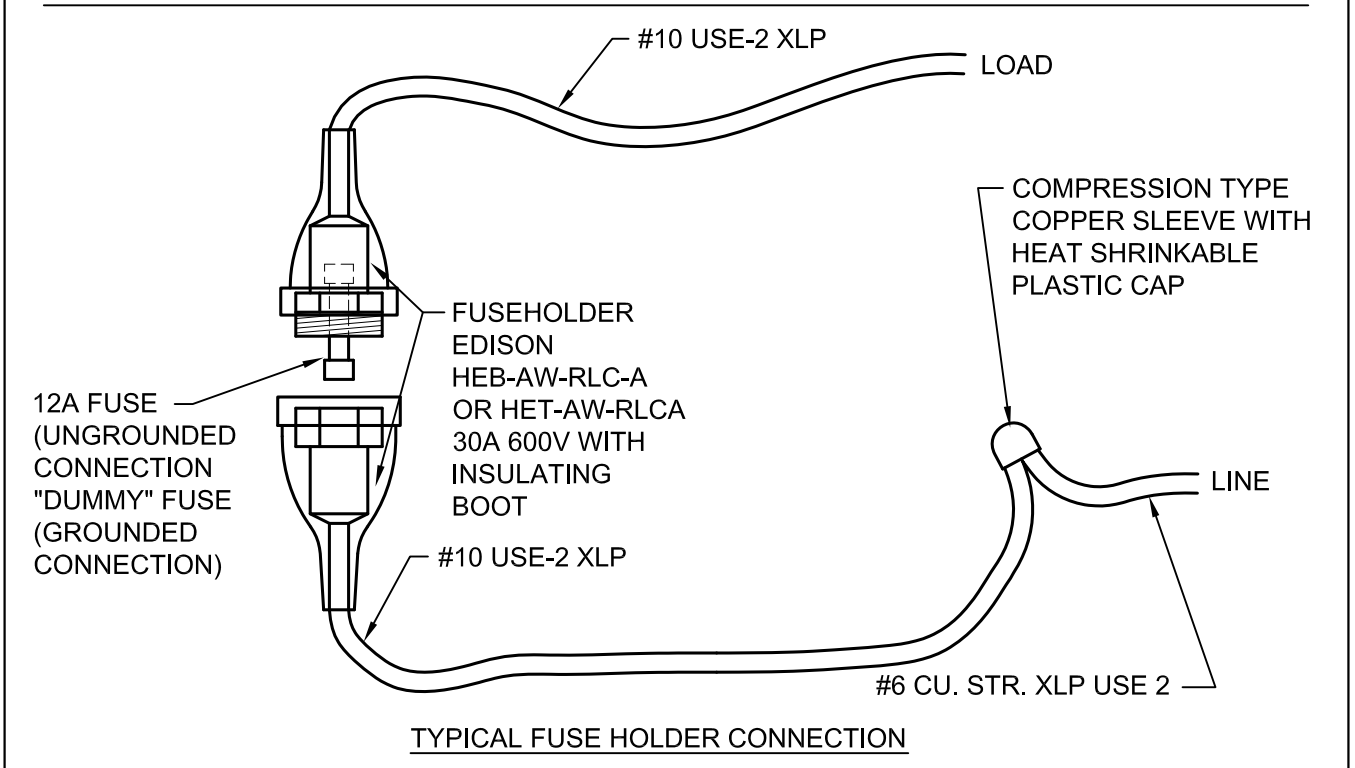 #10 USE-2 XLP
LOAD
COMPRESSION TYPE
COPPER SLEEVE WITH
HEAT SHRINKABLE
PLASTIC CAP
FUSEHOLDER
EDISON
HEB-AW-RLC-A
OR HET-AW-RLCA
30A 600V WITH
INSULATING
BOOT
12A FUSE
(UNGROUNDED
CONNECTION
"DUMMY" FUSE
(GROUNDED
CONNECTION)
LINE
#10 USE-2 XLP
#6 CU. STR. XLP USE 2
TYPICAL FUSE HOLDER CONNECTION